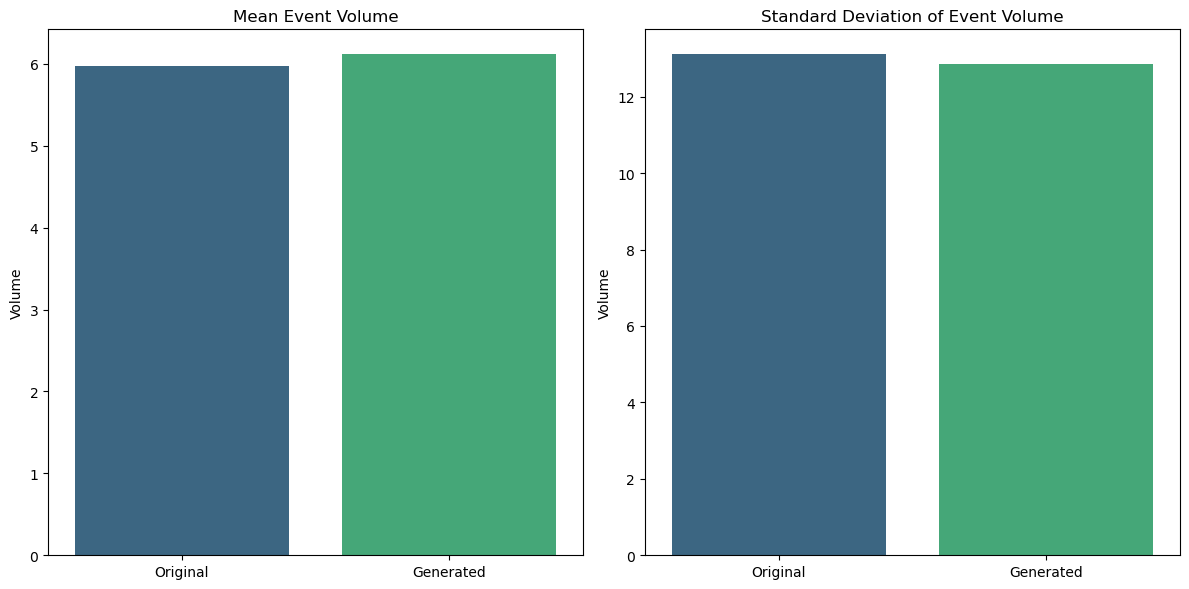 Mean Event Volume
Volume
6
5
4
3
2
1
0
Original
Generated
Standard Deviation of Event Volume
Volume
12
10
8
6
4
2
0
Original
Generated